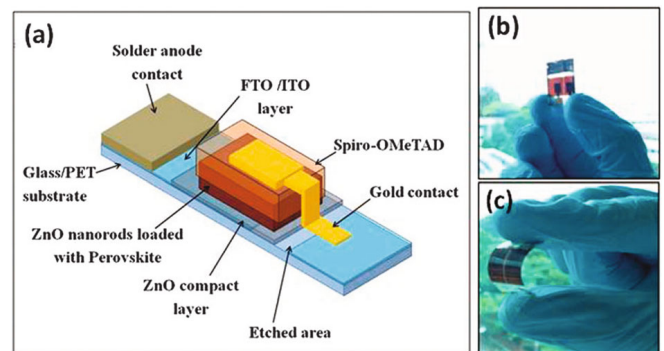 (a)
Solder anode
contact
FTO /ITO
layer
Spiro-OMeTAD
Glass/PET
substrate
Gold contact
ZnO nanorods loaded
with Perovskite
ZnO compact
layer
Etched area
(b)
(c)